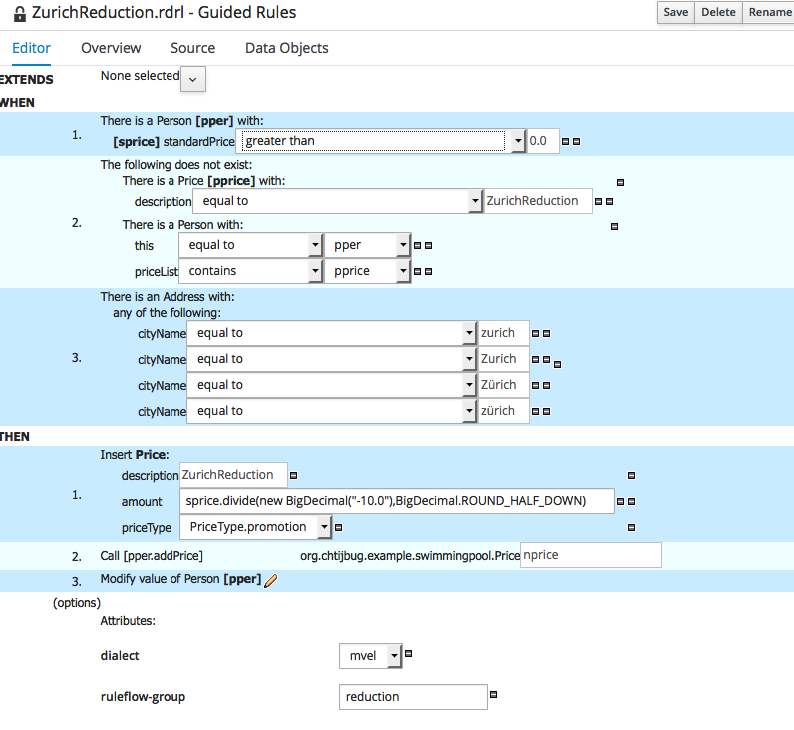 ZurichReduction.rdrl - Guided Rules
Save Delete Rename
Editor Overview Source Data Objects
EXTENDS None selected
WHEN
There is a Person [pper] with:
1. [sprice] standardPrice greater than 0.0
The following does not exist:
There is a Price [pprice] with:
description equal to ZurichReduction
2. There is a Person with:
this equal to pper
priceList contains pprice
There is an Address with:
any of the following:
cityName equal to zurich
3. cityName equal to Zurich
cityName equal to Zürich
cityName equal to zürich
THEN
Insert Price:
description ZurichReduction
1. amount sprice.divide(new BigDecimal("-10.0"),BigDecimal.ROUND_HALF_DOWN)
priceType PriceType.promotion
2. Call [pper.addPrice] org.chtijbug.example.swimmingpool.Price nprice
3. Modify value of Person [pper]
(options)
Attributes:
dialect mvel
ruleflow-group reduction